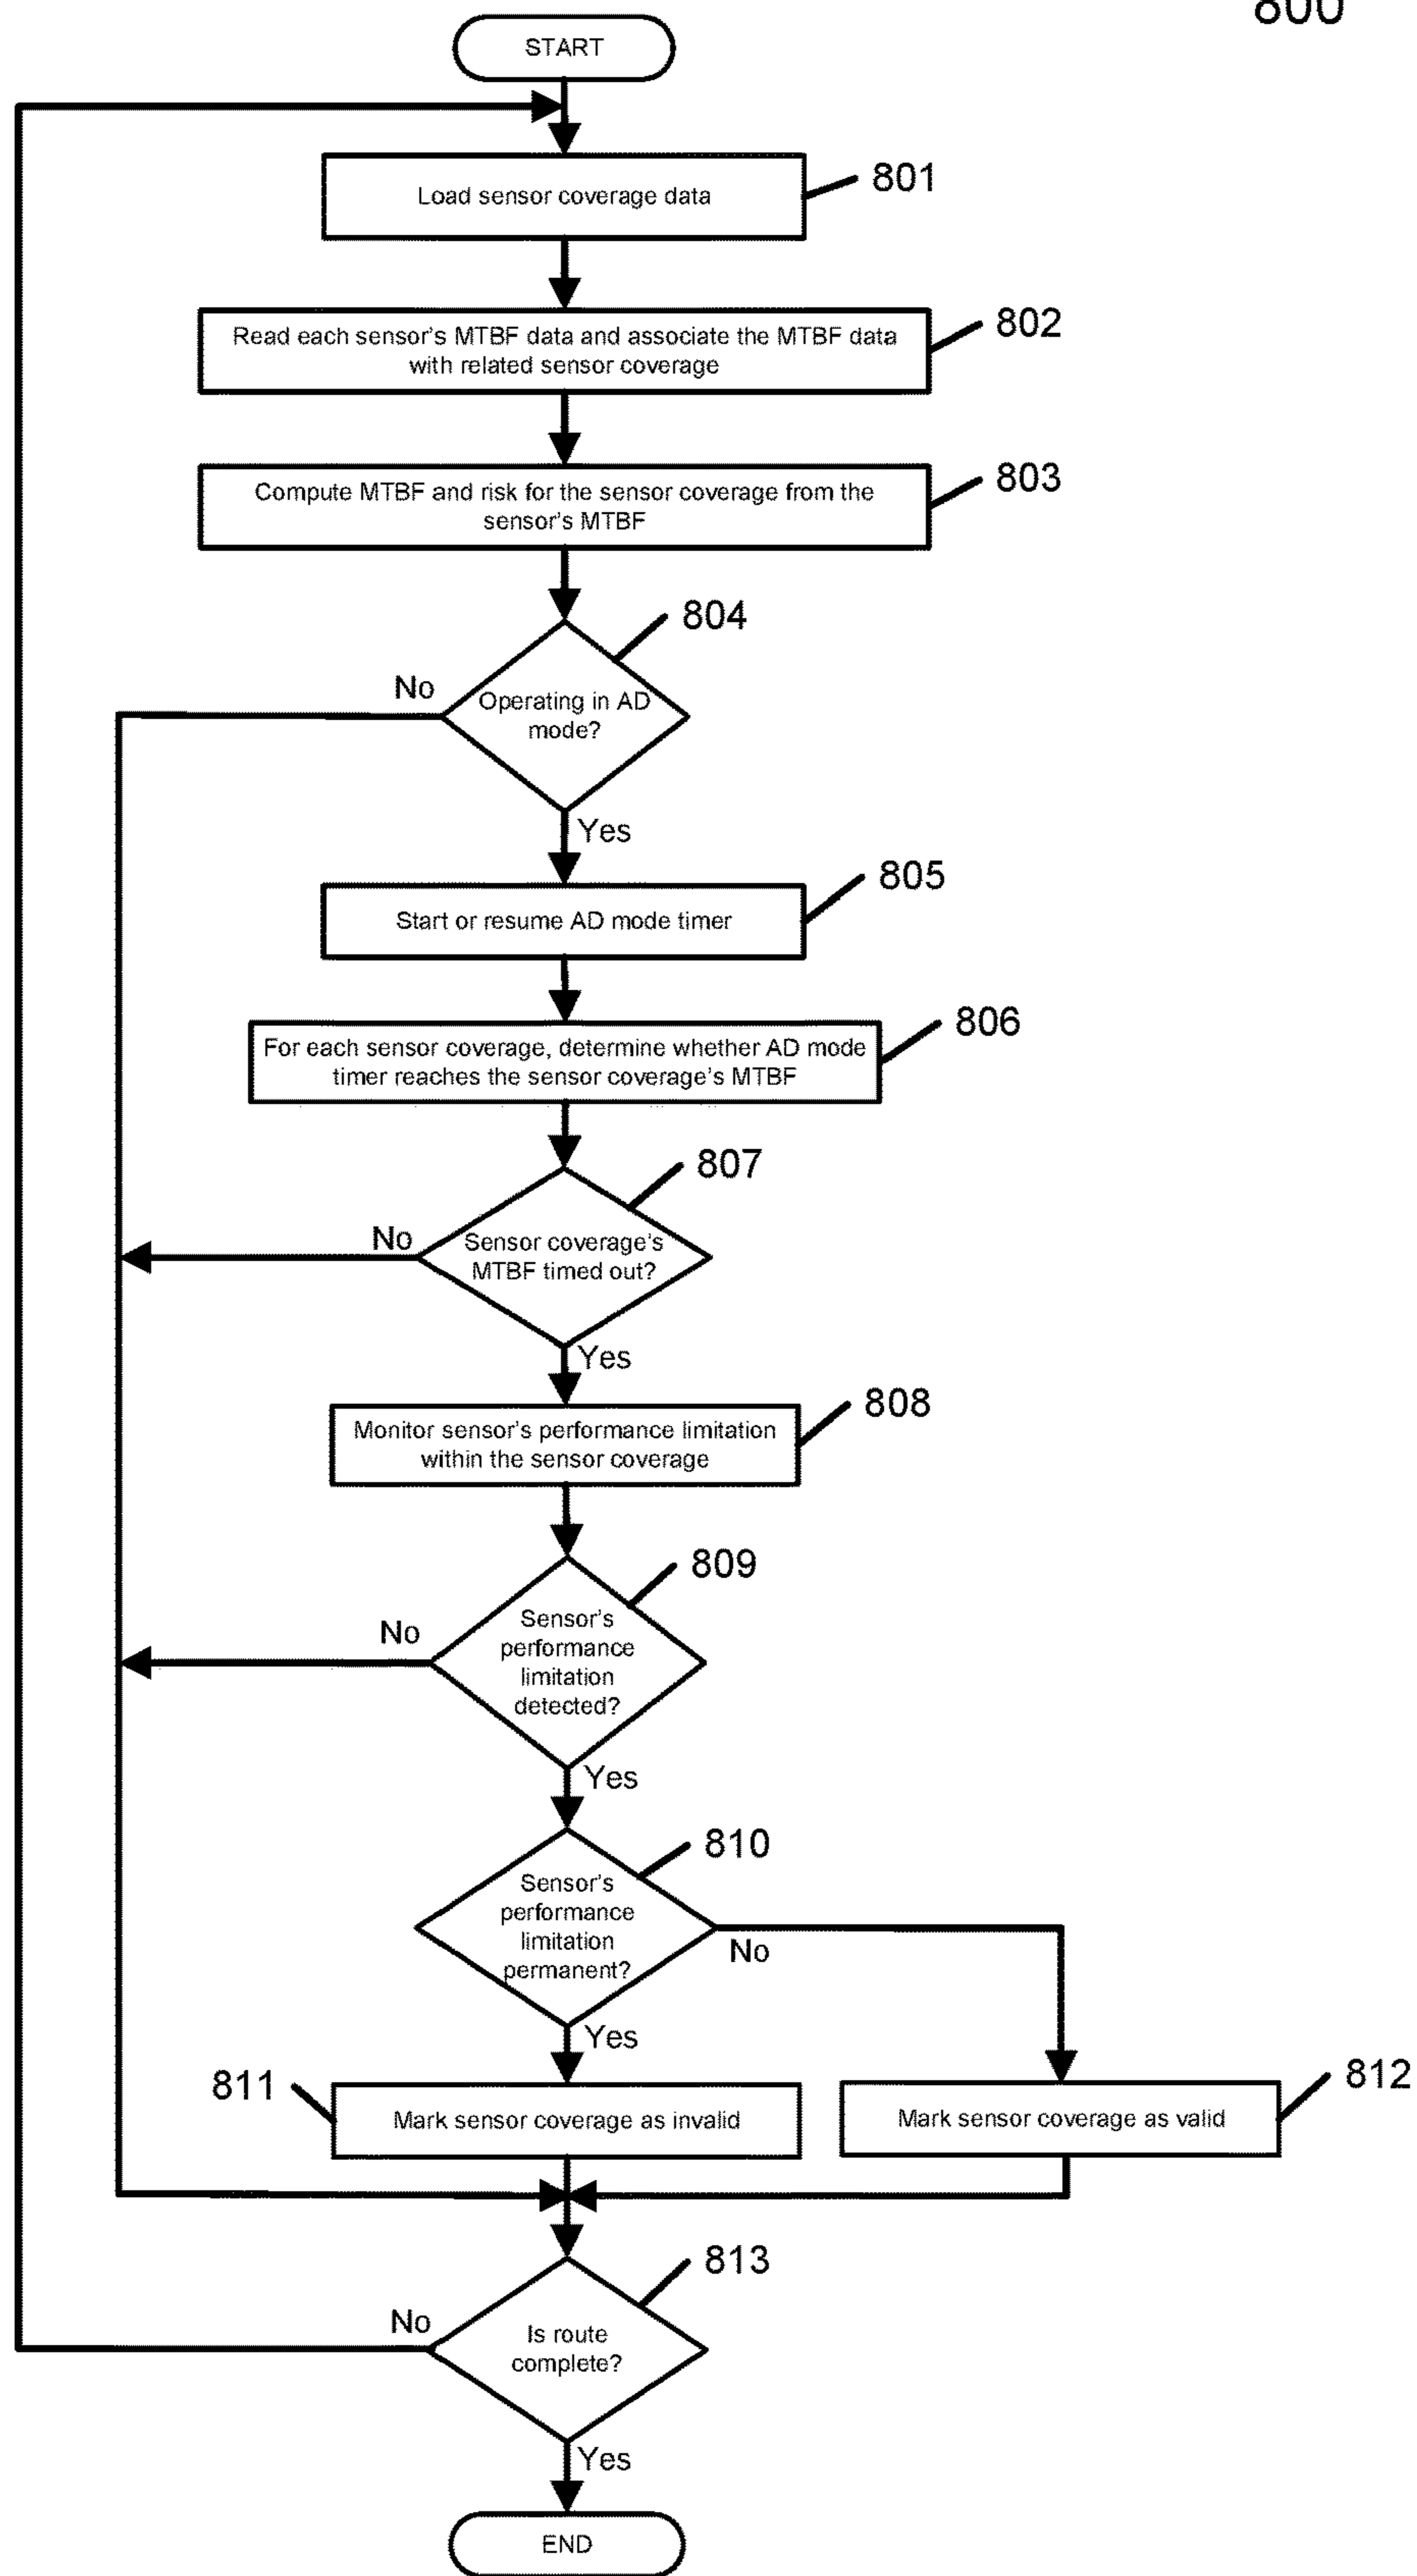 800
START
Load sensor coverage data
801
Read each sensor's MTBF data and associate the MTBF data
with related sensor coverage
802
Compute MTBF and risk for the sensor coverage from the
sensor's MTBF
803
804
No
Operating in AD
mode?
Yes
805
Start or resume AD mode timer
806
For each sensor coverage, determine whether AD mode
timer reaches the sensor coverage's MTBF
807
No
Sensor coverage's
MTBF timed out?
Yes
808
Monitor sensor's performance limitation
within the sensor coverage
809
No
Sensor's
performance
limitation
detected?
Yes
810
Sensor's
performance
limitation
permanent?
No
Yes
811
Mark sensor coverage as invalid
812
Mark sensor coverage as valid
813
No
Is route
complete?
Yes
END